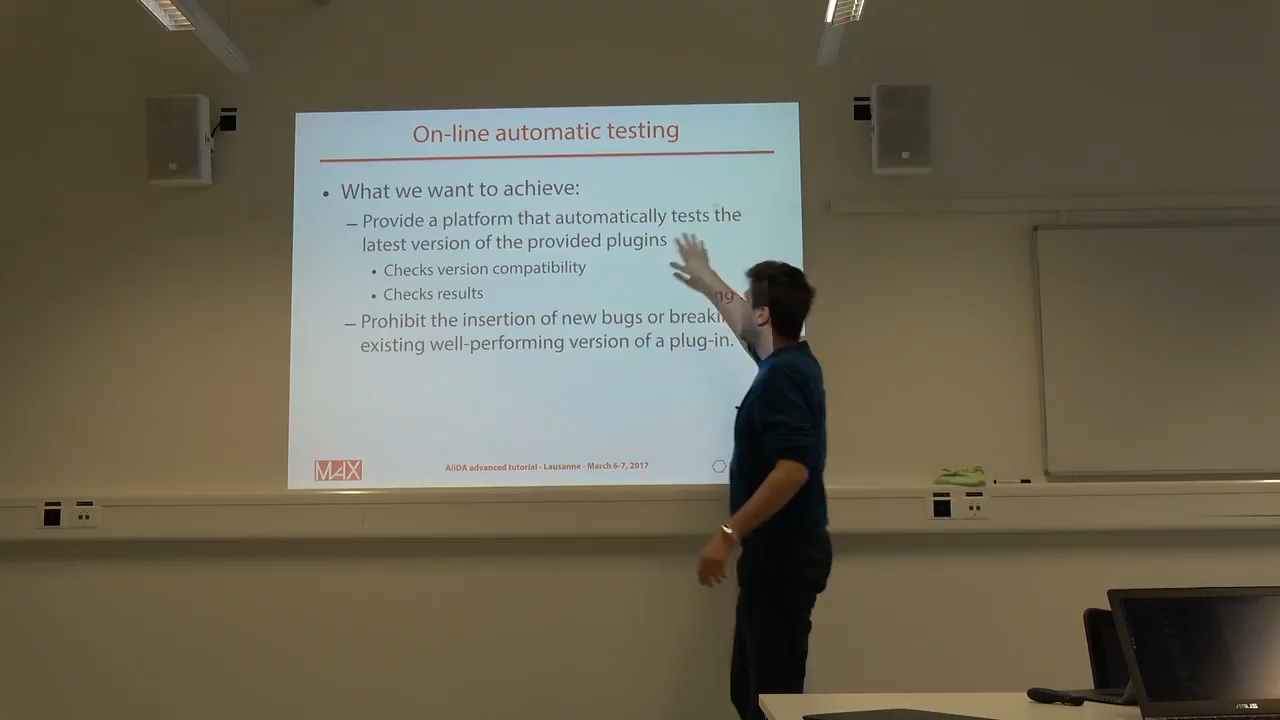 On-line automatic testing
• What we want to achieve:
– Provide a platform that automatically tests the
latest version of the provided plugins
• Checks version compatibility
• Checks results
– Prohibit the insertion of new bugs or breaking
existing well-performing version of a plug-in.
MAX
AiiDA advanced tutorial - Lausanne - March 6-7, 2017
ASUS